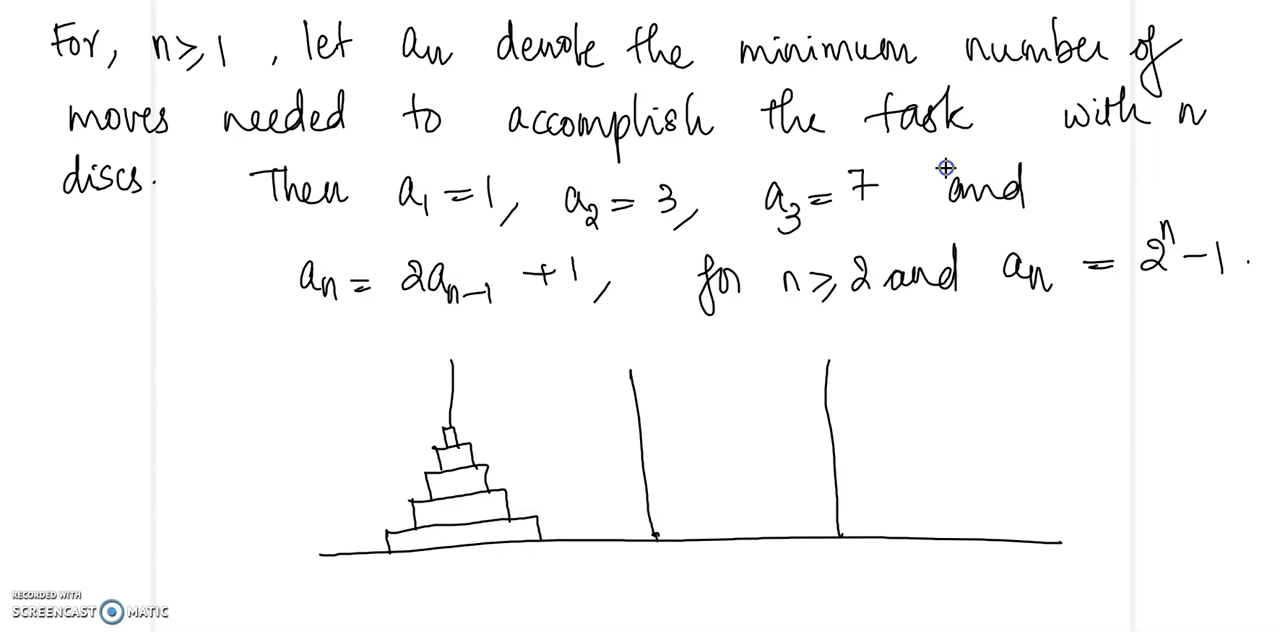 For, n ≥ 1, let aₙ denote the minimum number of
moves needed to accomplish the task with n
discs. Then a₁ = 1, a₂ = 3, a₃ = 7 and
aₙ = 2aₙ₋₁ + 1, for n ≥ 2 and aₙ = 2ⁿ - 1.
RECORDED WITH
SCREENCAST MATIC